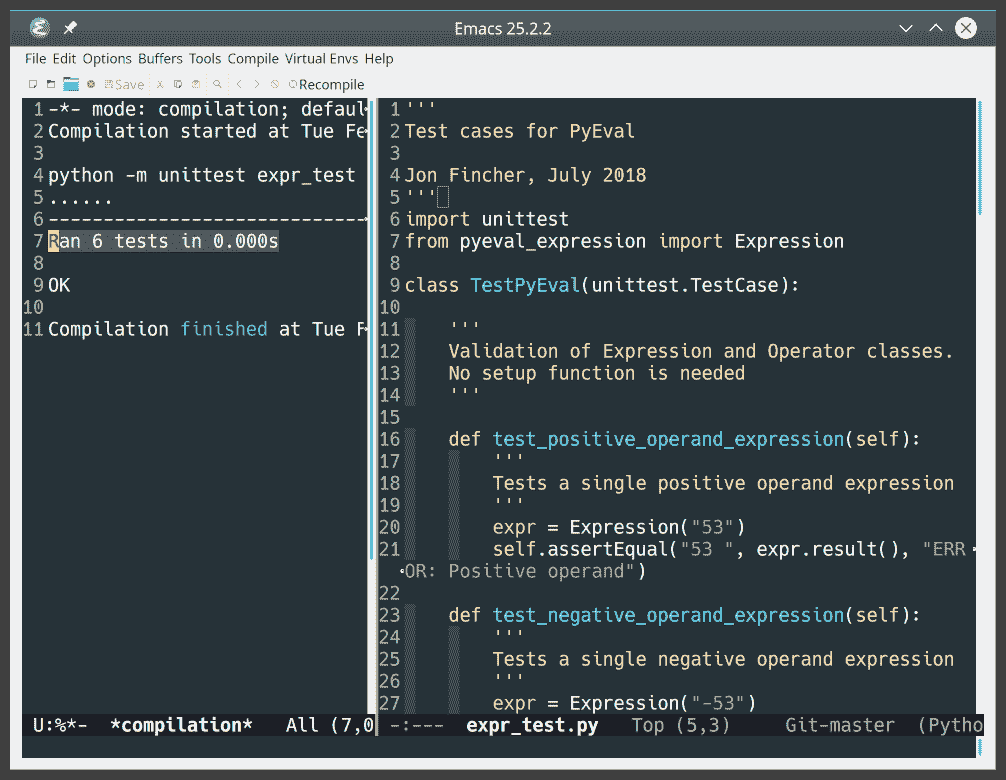 Emacs 25.2.2
File Edit Options Buffers Tools Compile Virtual Envs Help
Save Recompile
1 -*- mode: compilation; defaul
2 Compilation started at Tue Fe
3
4 python -m unittest expr_test
5 ......
6 -----------------------------
7 Ran 6 tests in 0.000s
8
9 OK
10
11 Compilation finished at Tue F
U:%*- *compilation* All (7,0
1 '''
2 Test cases for PyEval
3
4 Jon Fincher, July 2018
5 '''
6 import unittest
7 from pyeval_expression import Expression
8
9 class TestPyEval(unittest.TestCase):
10
11     '''
12     Validation of Expression and Operator classes.
13     No setup function is needed
14     '''
15
16     def test_positive_operand_expression(self):
17         '''
18         Tests a single positive operand expression
19         '''
20         expr = Expression("53")
21         self.assertEqual("53 ", expr.result(), "ERR
OR: Positive operand")
22
23     def test_negative_operand_expression(self):
24         '''
25         Tests a single negative operand expression
26         '''
27         expr = Expression("-53")
-:--- expr_test.py Top (5,3) Git-master (Pytho